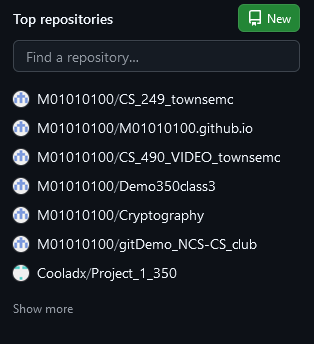 Top repositories
New
Find a repository...
M01010100/CS_249_townsemc
M01010100/M01010100.github.io
M01010100/CS_490_VIDEO_townsemc
M01010100/Demo350class3
M01010100/Cryptography
M01010100/gitDemo_NCS-CS_club
Cooladx/Project_1_350
Show more